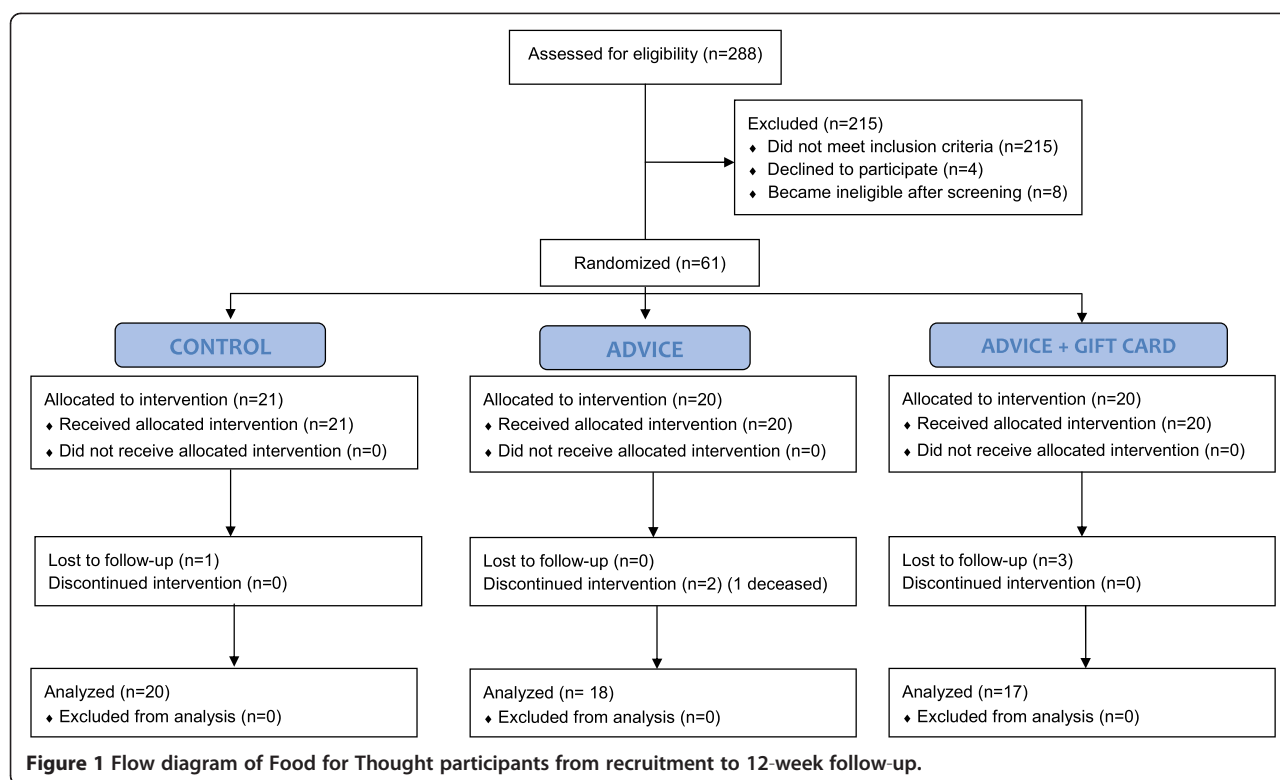 Assessed for eligibility (n=288)
Excluded (n=215)
♦ Did not meet inclusion criteria (n=215)
♦ Declined to participate (n=4)
♦ Became ineligible after screening (n=8)
Randomized (n=61)
CONTROL
ADVICE
ADVICE + GIFT CARD
Allocated to intervention (n=21)
♦ Received allocated intervention (n=21)
♦ Did not receive allocated intervention (n=0)
Allocated to intervention (n=20)
♦ Received allocated intervention (n=20)
♦ Did not receive allocated intervention (n=0)
Allocated to intervention (n=20)
♦ Received allocated intervention (n=20)
♦ Did not receive allocated intervention (n=0)
Lost to follow-up (n=1)
Discontinued intervention (n=0)
Lost to follow-up (n=0)
Discontinued intervention (n=2) (1 deceased)
Lost to follow-up (n=3)
Discontinued intervention (n=0)
Analyzed (n=20)
♦ Excluded from analysis (n=0)
Analyzed (n= 18)
♦ Excluded from analysis (n=0)
Analyzed (n=17)
♦ Excluded from analysis (n=0)
Figure 1 Flow diagram of Food for Thought participants from recruitment to 12-week follow-up.